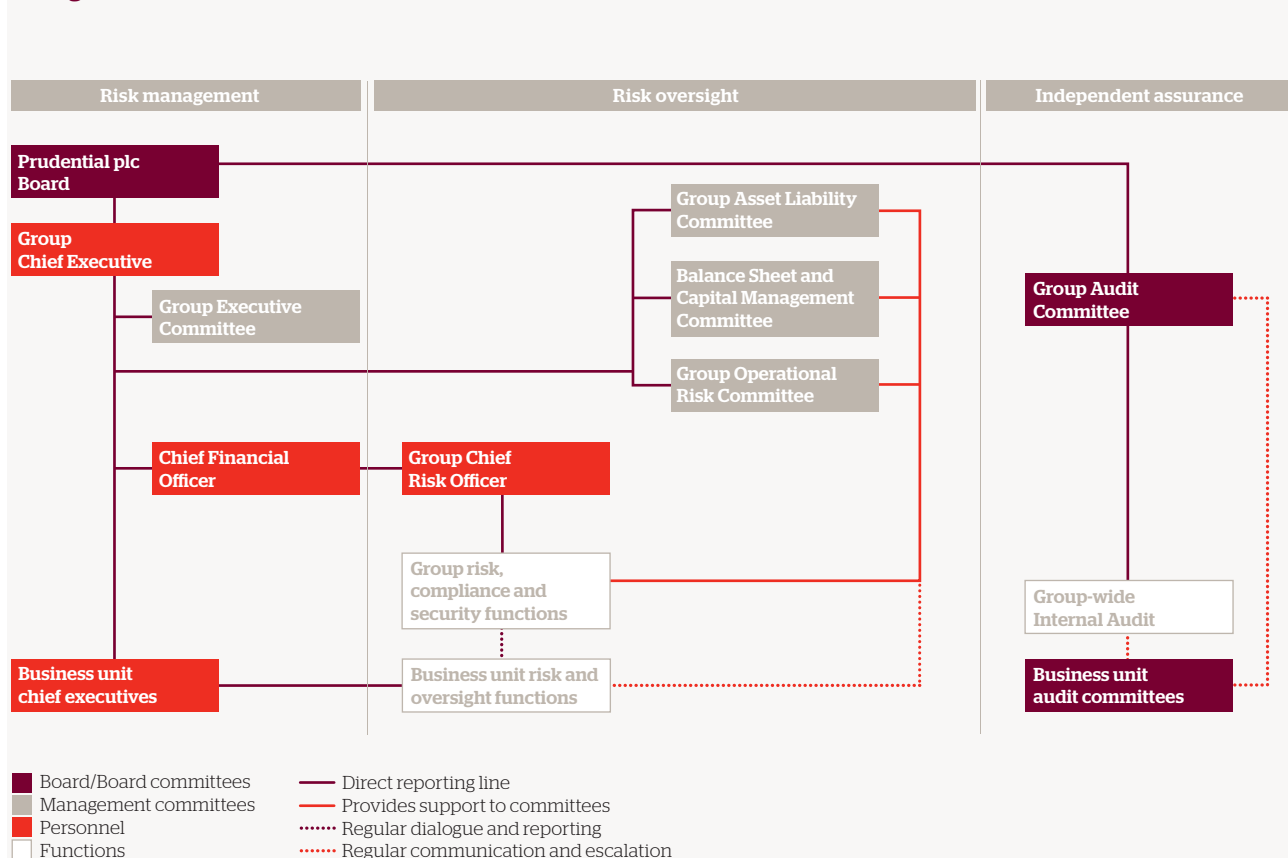 Risk management
Risk oversight
Independent assurance
Prudential plc
Board
Group
Chief Executive
Group Executive
Committee
Group Asset Liability
Committee
Balance Sheet and
Capital Management
Committee
Group Operational
Risk Committee
Group Audit
Committee
Chief Financial
Officer
Group Chief
Risk Officer
Group risk,
compliance and
security functions
Group-wide
Internal Audit
Business unit
chief executives
Business unit risk and
oversight functions
Business unit
audit committees
Board/Board committees
Management committees
Personnel
Functions
Direct reporting line
Provides support to committees
Regular dialogue and reporting
Regular communication and escalation